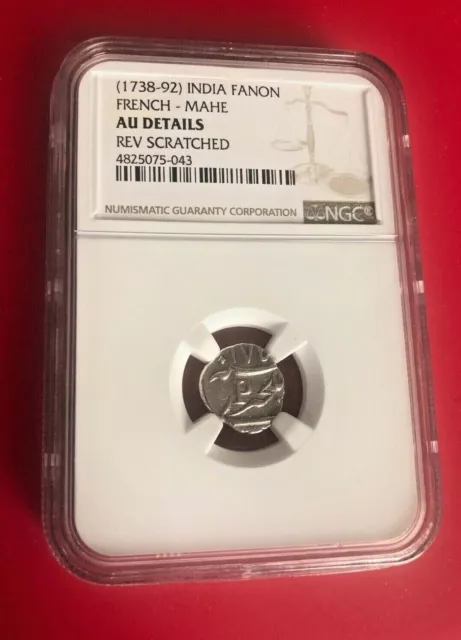 (1738-92) INDIA FANON
FRENCH - MAHE
AU DETAILS
REV SCRATCHED
4825075-043
NUMISMATIC GUARANTY CORPORATION
NGC®
P